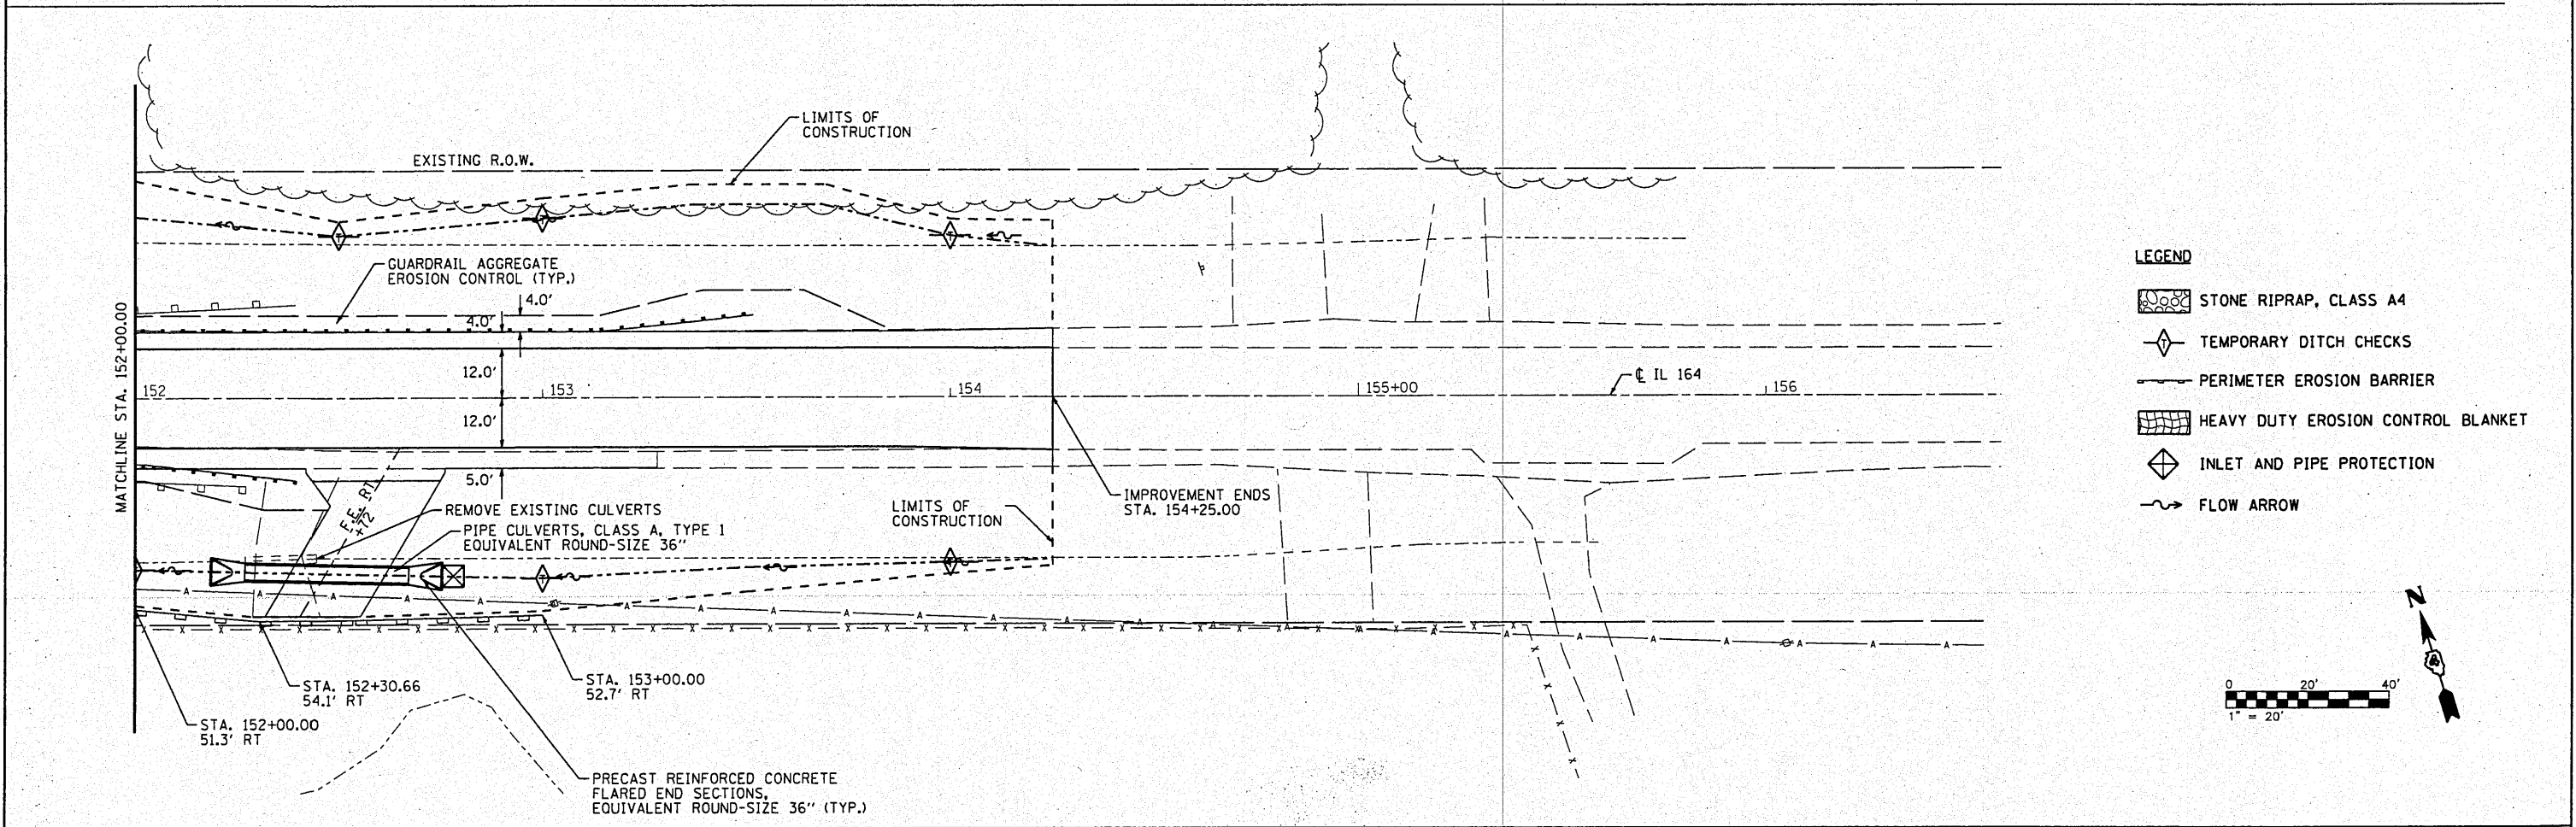 LIMITS OF
CONSTRUCTION
EXISTING R.O.W.
GUARDRAIL AGGREGATE
EROSION CONTROL (TYP.)
4.0'
4.0'
MATCHLINE STA. 152+00.00
12.0'
152
153
154
155+00
℄ IL 164
156
12.0'
5.0'
F.E. RT
+72
REMOVE EXISTING CULVERTS
PIPE CULVERTS, CLASS A, TYPE 1
EQUIVALENT ROUND-SIZE 36"
LIMITS OF
CONSTRUCTION
IMPROVEMENT ENDS
STA. 154+25.00
STA. 152+30.66
54.1' RT
STA. 153+00.00
52.7' RT
STA. 152+00.00
51.3' RT
PRECAST REINFORCED CONCRETE
FLARED END SECTIONS,
EQUIVALENT ROUND-SIZE 36" (TYP.)
LEGEND
STONE RIPRAP, CLASS A4
TEMPORARY DITCH CHECKS
PERIMETER EROSION BARRIER
HEAVY DUTY EROSION CONTROL BLANKET
INLET AND PIPE PROTECTION
FLOW ARROW
N
0 20' 40'
1" = 20'